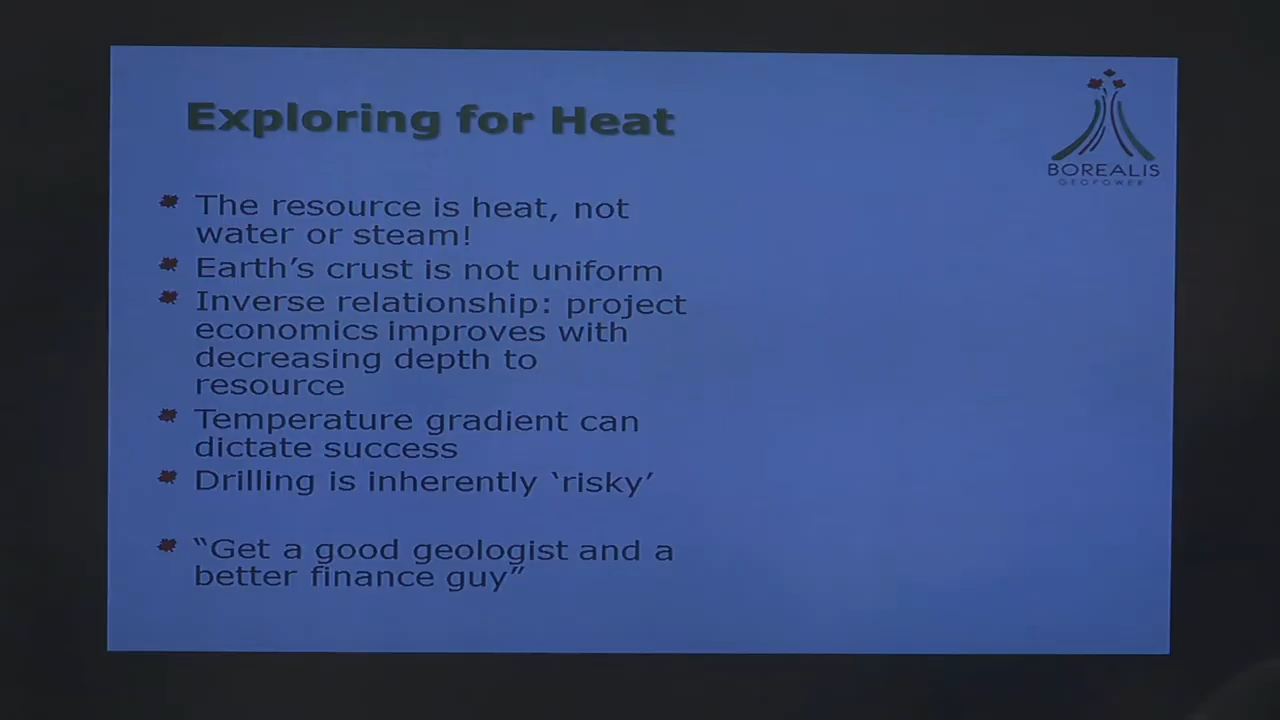 Exploring for Heat
BOREALIS
GEOPOWER
The resource is heat, not
water or steam!
Earth's crust is not uniform
Inverse relationship: project
economics improves with
decreasing depth to
resource
Temperature gradient can
dictate success
Drilling is inherently ‘risky’
“Get a good geologist and a
better finance guy”